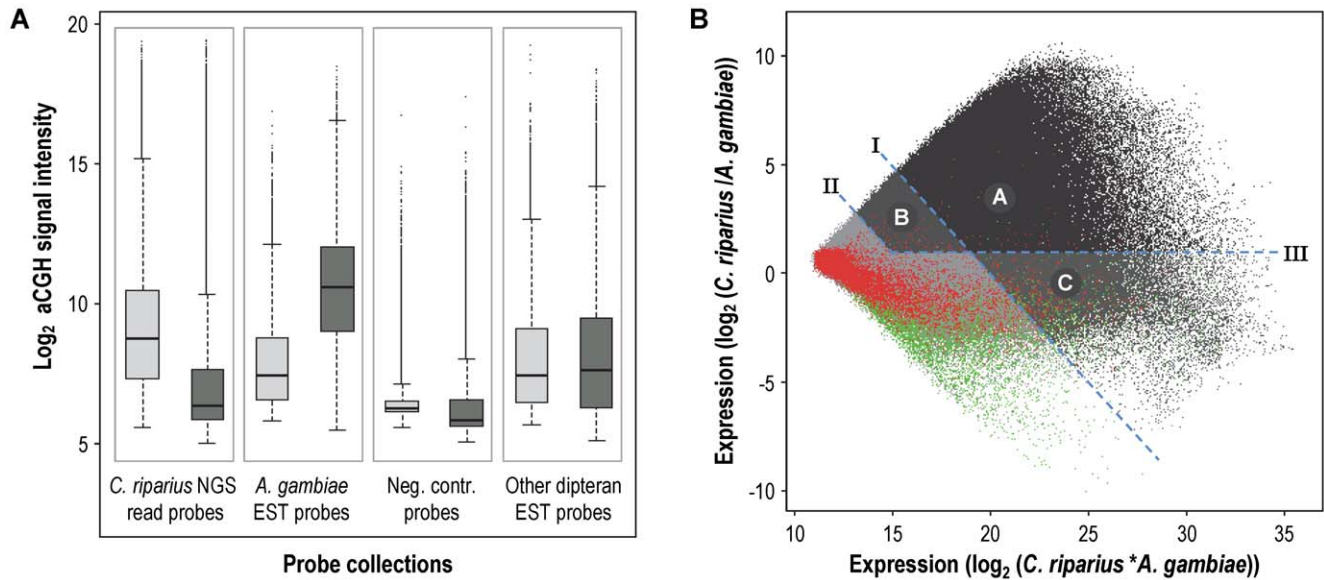 A
20
15
10
5
Log2 aCGH signal intensity
C. riparius NGS
read probes
A. gambiae
EST probes
Neg. contr.
probes
Other dipteran
EST probes
Probe collections
B
10
5
0
-5
-10
Expression (log2 (C. riparius /A. gambiae))
I
II
III
A
B
C
10
15
20
25
30
35
Expression (log2 (C. riparius *A. gambiae))